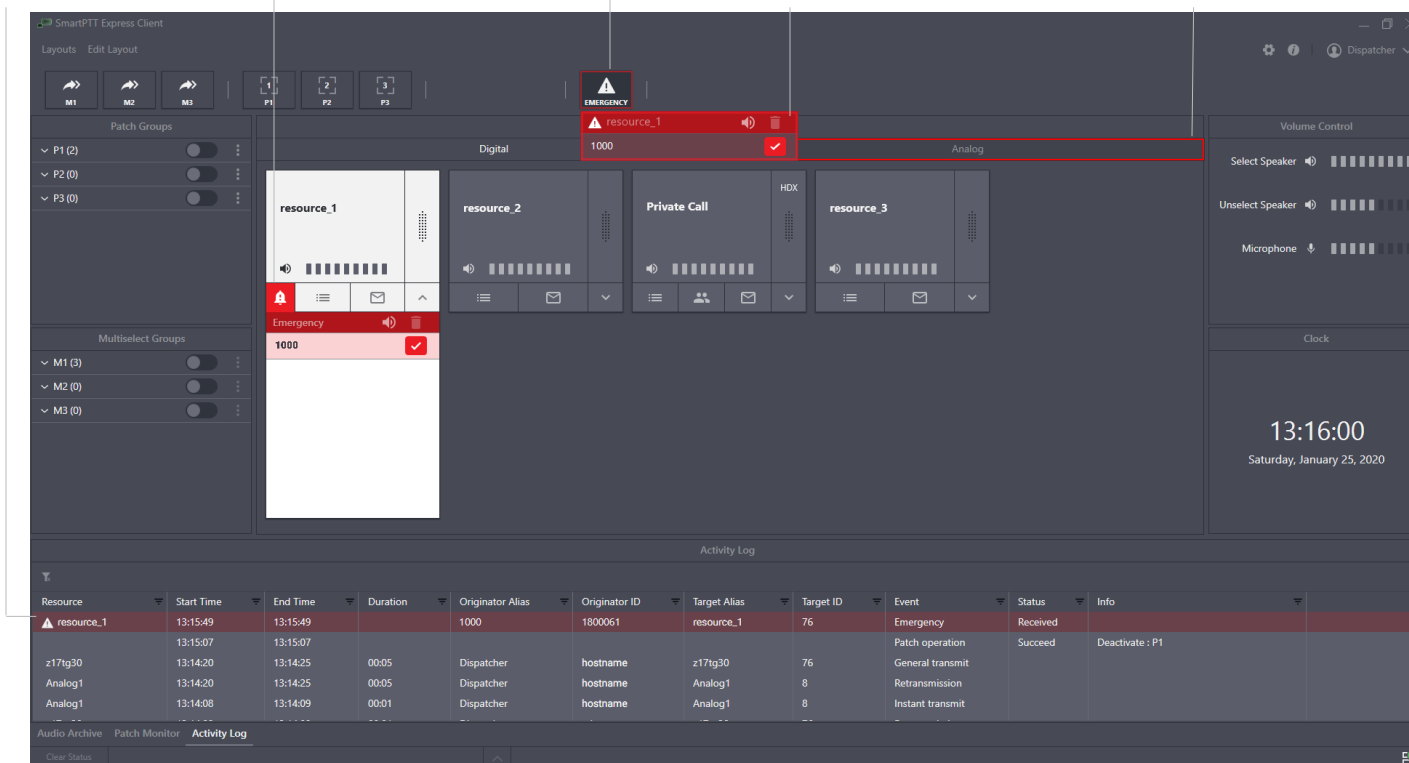 SmartPTT Express Client
Layouts Edit Layout
Dispatcher
M1 M2 M3 1 P1 2 P2 3 P3 EMERGENCY
Patch Groups
P1 (2)
P2 (0)
P3 (0)
Multiselect Groups
M1 (3)
M2 (0)
M3 (0)
resource_1
1000
Digital
Analog
resource_1
Emergency
1000
resource_2
Private Call
HDX
resource_3
Volume Control
Select Speaker
Unselect Speaker
Microphone
Clock
13:16:00
Saturday, January 25, 2020
Activity Log
Resource Start Time End Time Duration Originator Alias Originator ID Target Alias Target ID Event Status Info
resource_1 13:15:49 13:15:49 1000 1800061 resource_1 76 Emergency Received
13:15:07 13:15:07 Patch operation Succeed Deactivate : P1
z17tg30 13:14:20 13:14:25 00:05 Dispatcher hostname z17tg30 76 General transmit
Analog1 13:14:20 13:14:25 00:05 Dispatcher hostname Analog1 8 Retransmission
Analog1 13:14:08 13:14:09 00:01 Dispatcher hostname Analog1 8 Instant transmit
Audio Archive Patch Monitor Activity Log
Clear Status